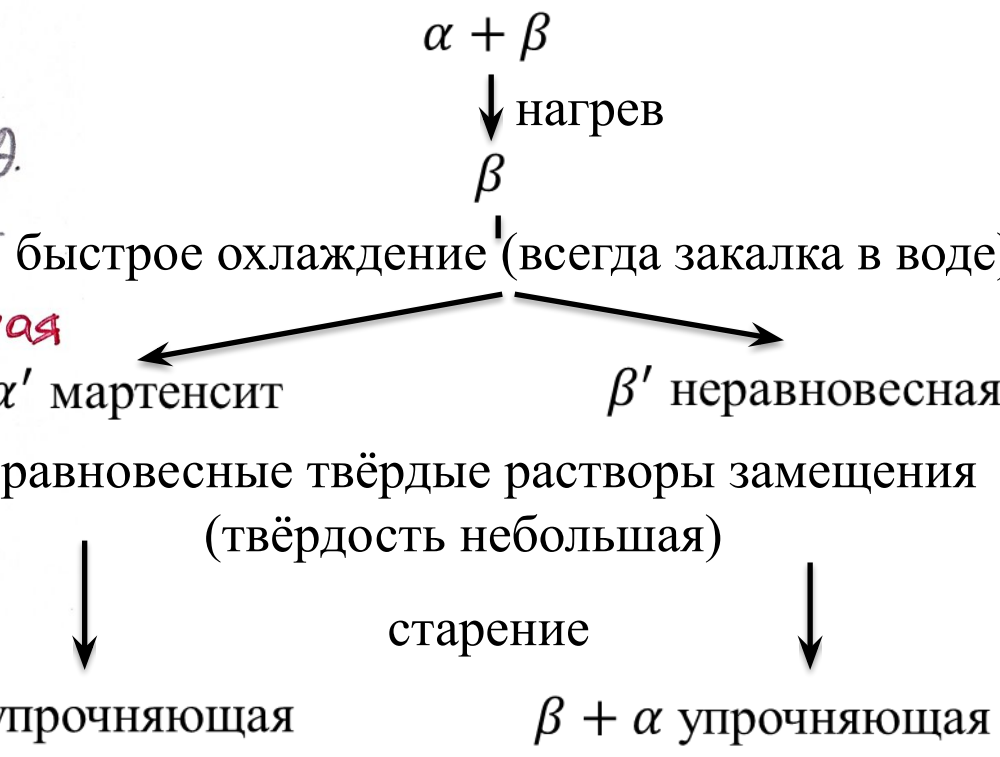 α + β
нагрев
β
быстрое охлаждение (всегда закалка в воде)
α′ мартенсит
β′ неравновесная
равновесные твёрдые растворы замещения
(твёрдость небольшая)
старение
упрочняющая
β + α упрочняющая